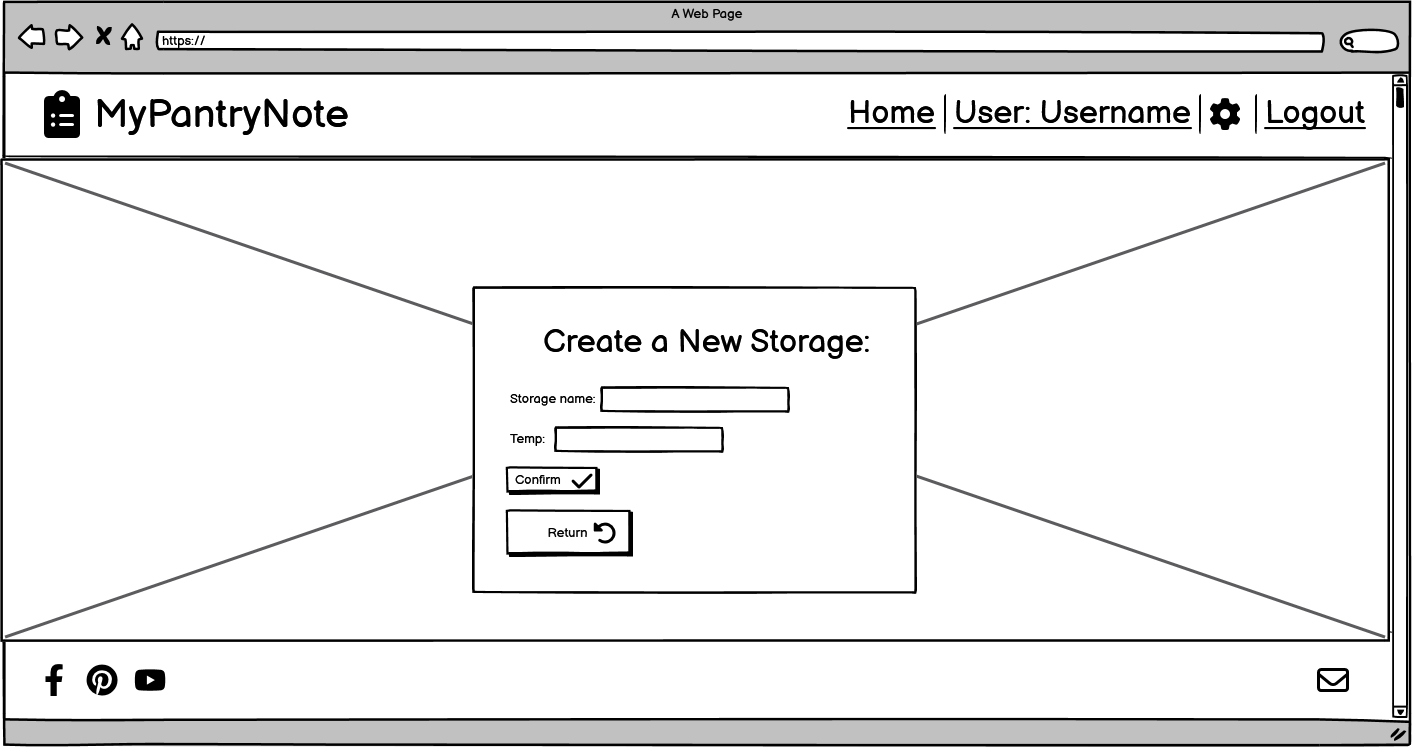 A Web Page
https://
MyPantryNote
Home User: Username Logout
Create a New Storage:
Storage name:
Temp:
Confirm
Return